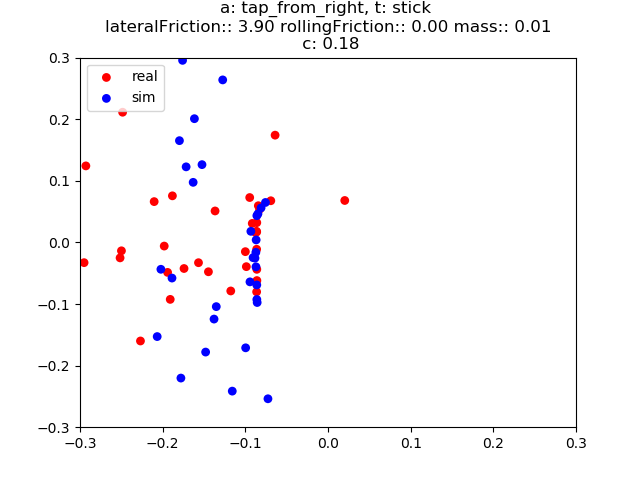 a: tap_from_right, t: stick
lateralFriction:: 3.90 rollingFriction:: 0.00 mass:: 0.01
c: 0.18
real
sim
0.3
0.2
0.1
0.0
−0.1
−0.2
−0.3
−0.3 −0.2 −0.1 0.0 0.1 0.2 0.3